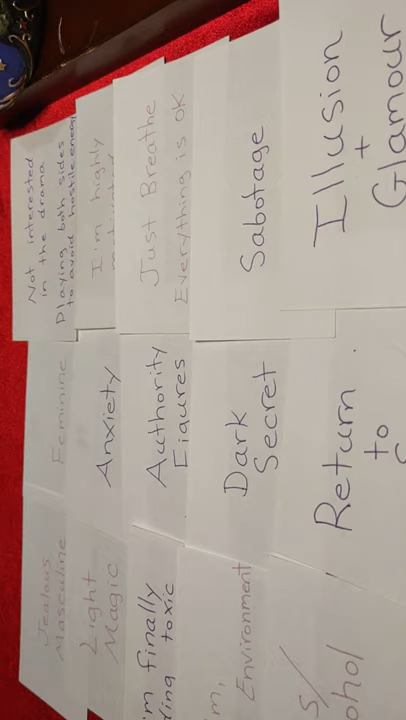 Not interested
in the drama
Playing both sides
to avoid hostile energy
I'm highly
Just Breathe
Everything is OK
Sabotage
Illusion
+
Glamour
Feminine
Anxiety
Authority
Figures
Dark
Secret
Return
to
Jealous
Masculine
Light
Magic
I'm finally
toxic
Environment